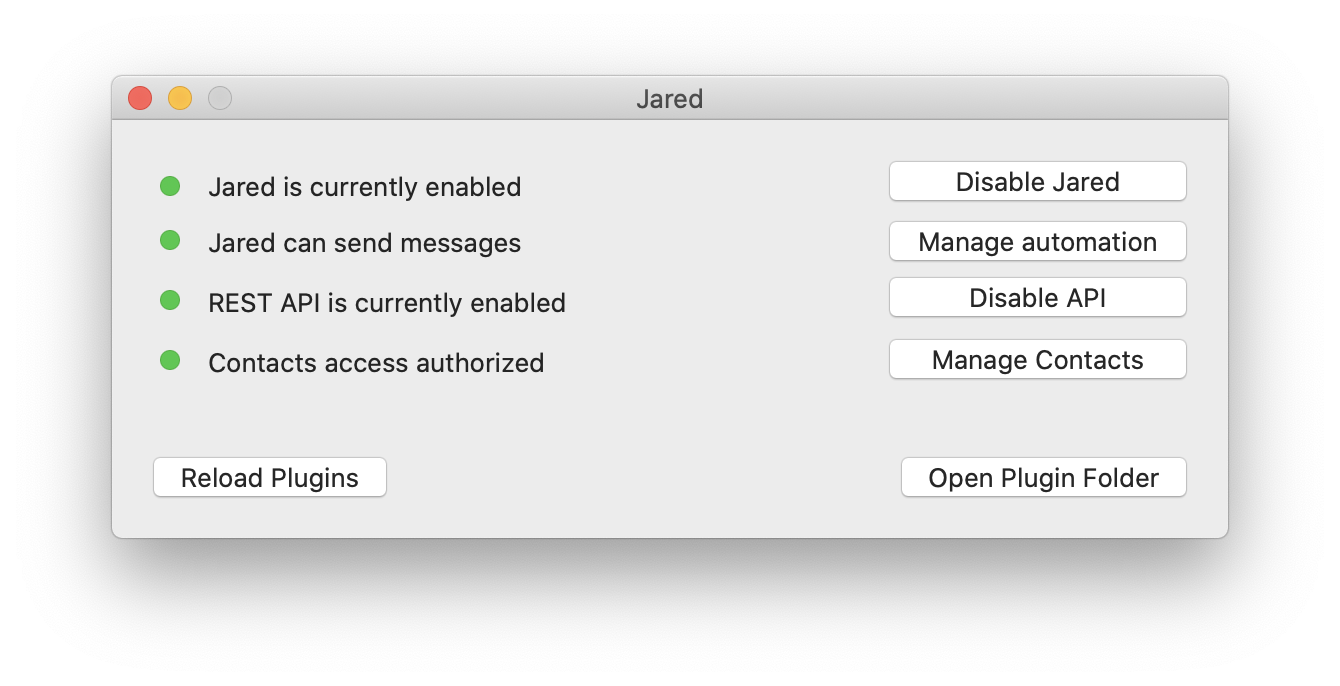 Jared
Jared is currently enabled
Disable Jared
Jared can send messages
Manage automation
REST API is currently enabled
Disable API
Contacts access authorized
Manage Contacts
Reload Plugins
Open Plugin Folder